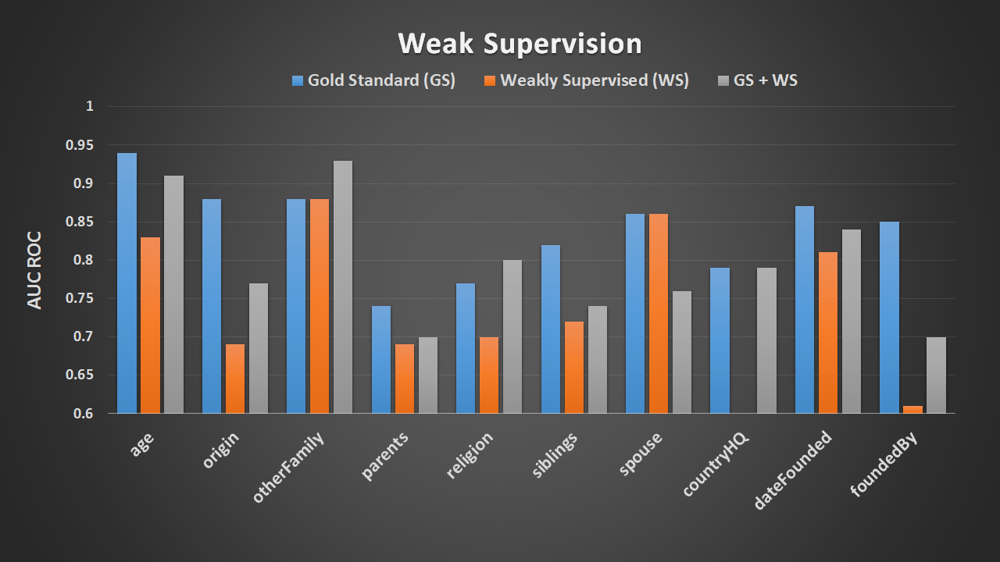 Weak Supervision
Gold Standard (GS) Weakly Supervised (WS) GS + WS
1
0.95
0.9
0.85
0.8
0.75
0.7
0.65
0.6
AUC ROC
age origin otherFamily parents religion siblings spouse countryHQ dateFounded foundedBy